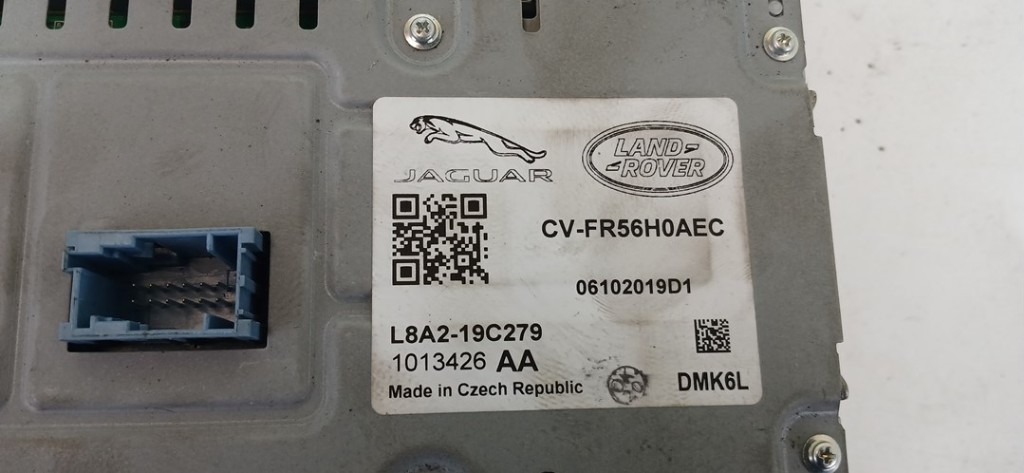 JAGUAR
LAND-
-ROVER
CV-FR56H0AEC
06102019D1
L8A2-19C279
1013426 AA
Made in Czech Republic
DMK6L